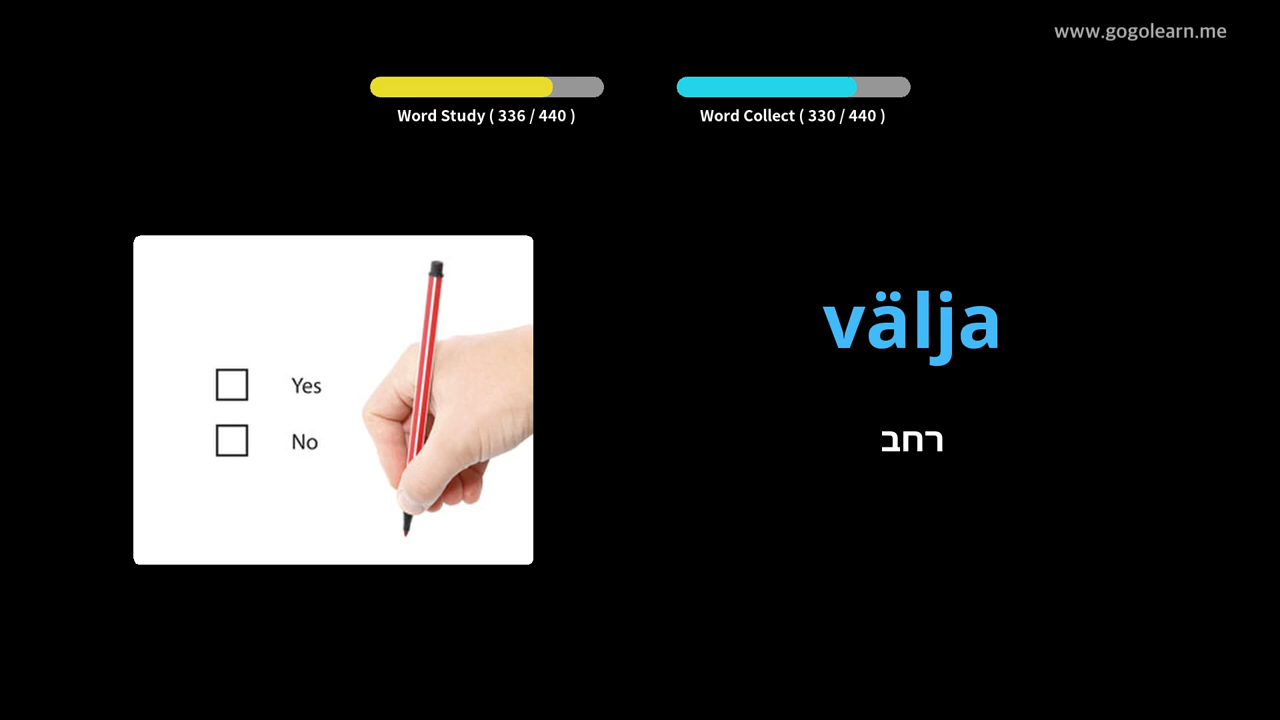 www.gogolearn.me
Word Study ( 336 / 440 )
Word Collect ( 330 / 440 )
välja
Yes
No
רחב